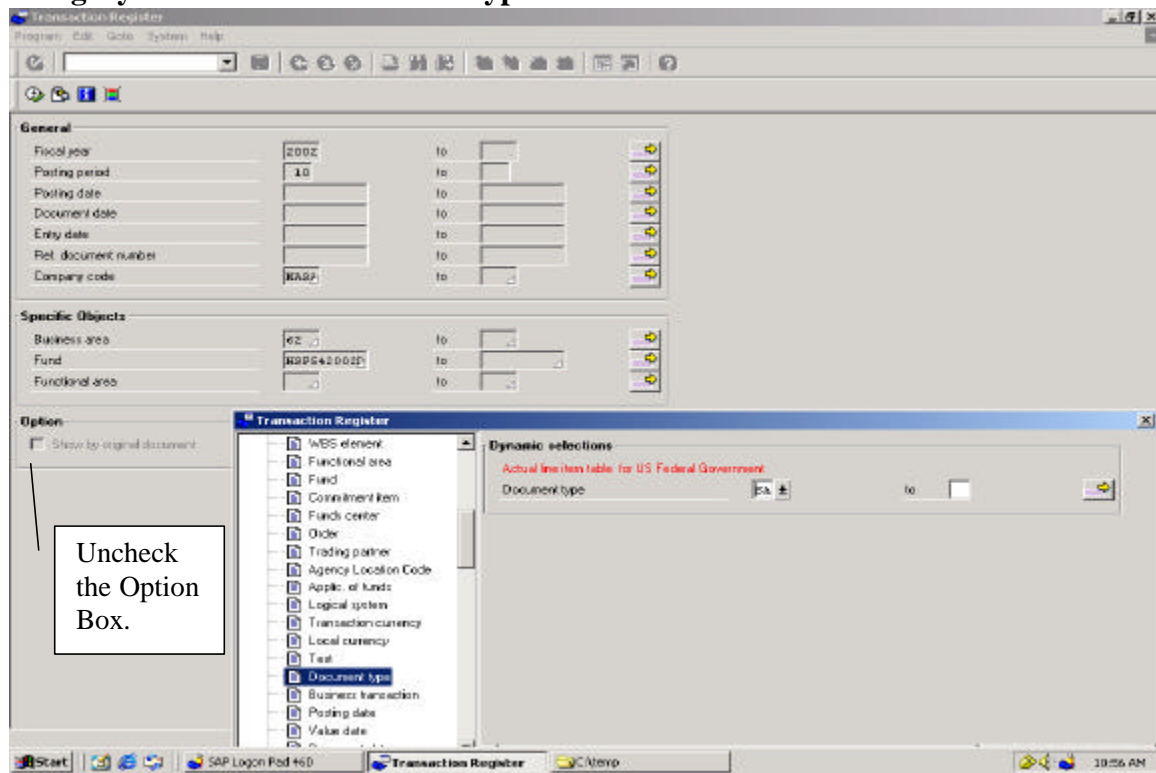 Transaction Register
Program Edit Goto System Help
General
Fiscal year 2002 to
Posting period 10 to
Posting date to
Document date to
Entry date to
Ref. document number to
Company code NASA to
Specific Objects
Business area 62 to
Fund to
Functional area to
Option
Show by original document
Uncheck
the Option
Box.
Transaction Register
WBS element
Functional area
Fund
Commitment item
Funds center
Order
Trading partner
Agency Location Code
Applic. of funds
Logical system
Transaction currency
Local currency
Text
Document type
Business transaction
Posting date
Value date
Dynamic selections
Actual line item table for US Federal Government
Document type SA to
Start SAP Logon Pad 46D Transaction Register C:\temp 10:56 AM